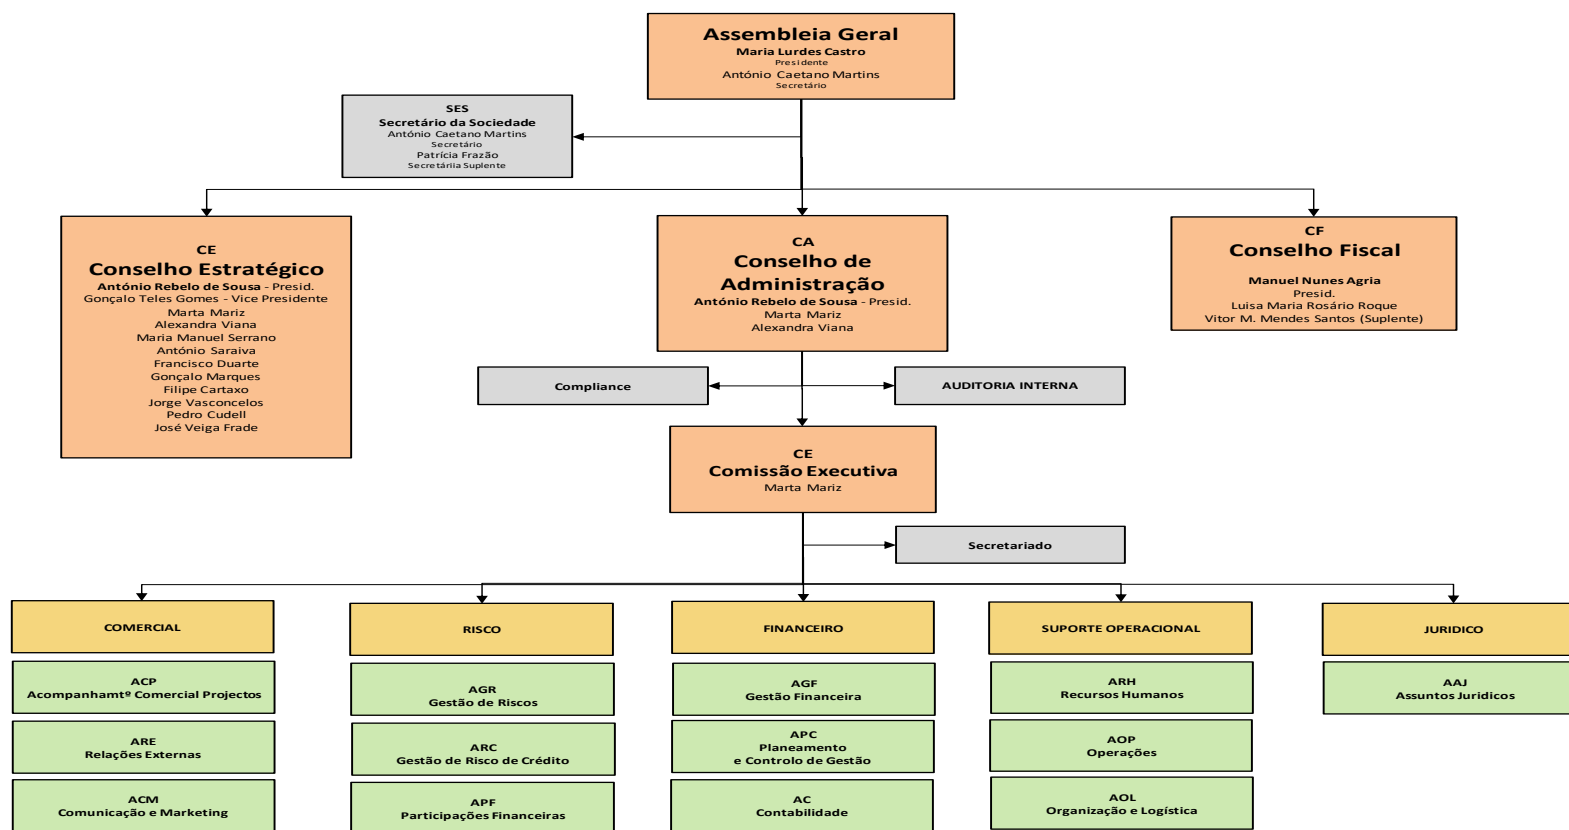 Assembleia Geral
Maria Lurdes Castro
Presidente
António Caetano Martins
Secretário
SES
Secretário da Sociedade
António Caetano Martins
Secretário
Patrícia Frazão
Secretáriia Suplente
CE
Conselho Estratégico
António Rebelo de Sousa - Presid.
Gonçalo Teles Gomes - Vice Presidente
Marta Mariz
Alexandra Viana
Maria Manuel Serrano
António Saraiva
Francisco Duarte
Gonçalo Marques
Filipe Cartaxo
Jorge Vasconcelos
Pedro Cudell
José Veiga Frade
CA
Conselho de
Administração
António Rebelo de Sousa - Presid.
Marta Mariz
Alexandra Viana
CF
Conselho Fiscal
Manuel Nunes Agria
Presid.
Luisa Maria Rosário Roque
Vitor M. Mendes Santos (Suplente)
Compliance
AUDITORIA INTERNA
CE
Comissão Executiva
Marta Mariz
Secretariado
COMERCIAL
ACP
Acompanhamtº Comercial Projectos
ARE
Relações Externas
ACM
Comunicação e Marketing
RISCO
AGR
Gestão de Riscos
ARC
Gestão de Risco de Crédito
APF
Participações Financeiras
FINANCEIRO
AGF
Gestão Financeira
APC
Planeamento
e Controlo de Gestão
AC
Contabilidade
SUPORTE OPERACIONAL
ARH
Recursos Humanos
AOP
Operações
AOL
Organização e Logística
JURIDICO
AAJ
Assuntos Juridicos